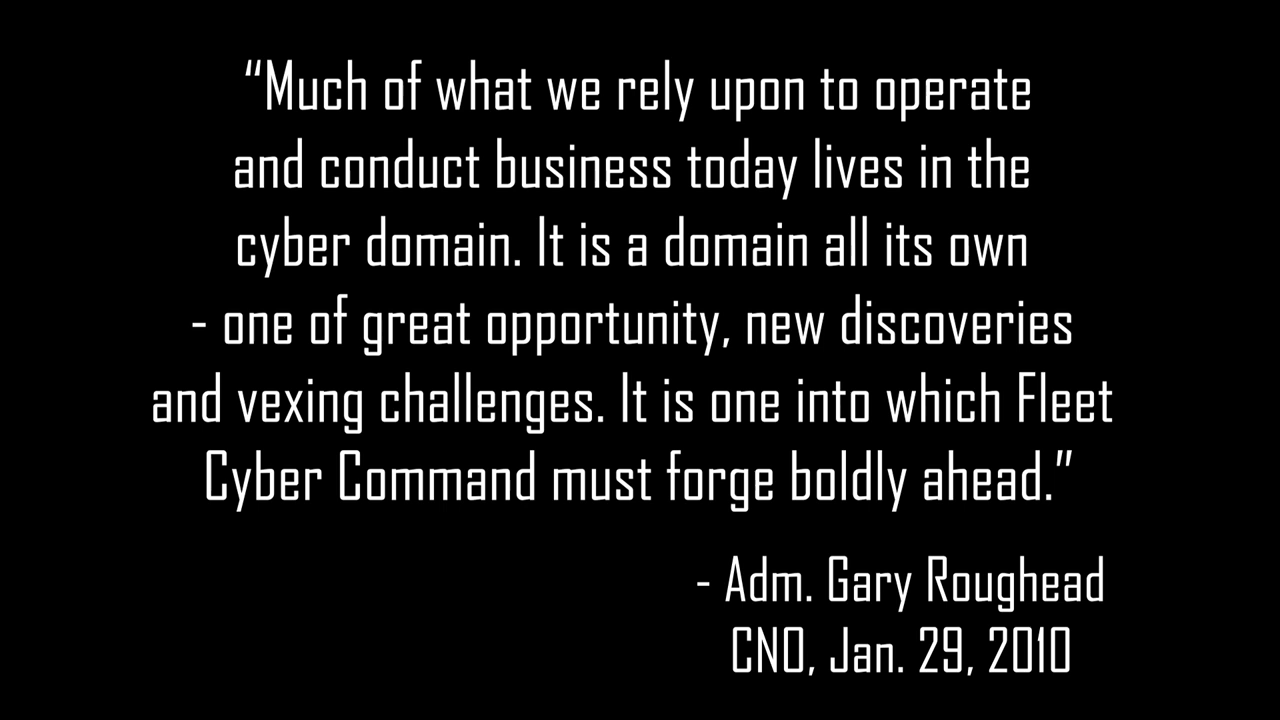 “Much of what we rely upon to operate
and conduct business today lives in the
cyber domain. It is a domain all its own
- one of great opportunity, new discoveries
and vexing challenges. It is one into which Fleet
Cyber Command must forge boldly ahead.”
- Adm. Gary Roughead
CNO, Jan. 29, 2010